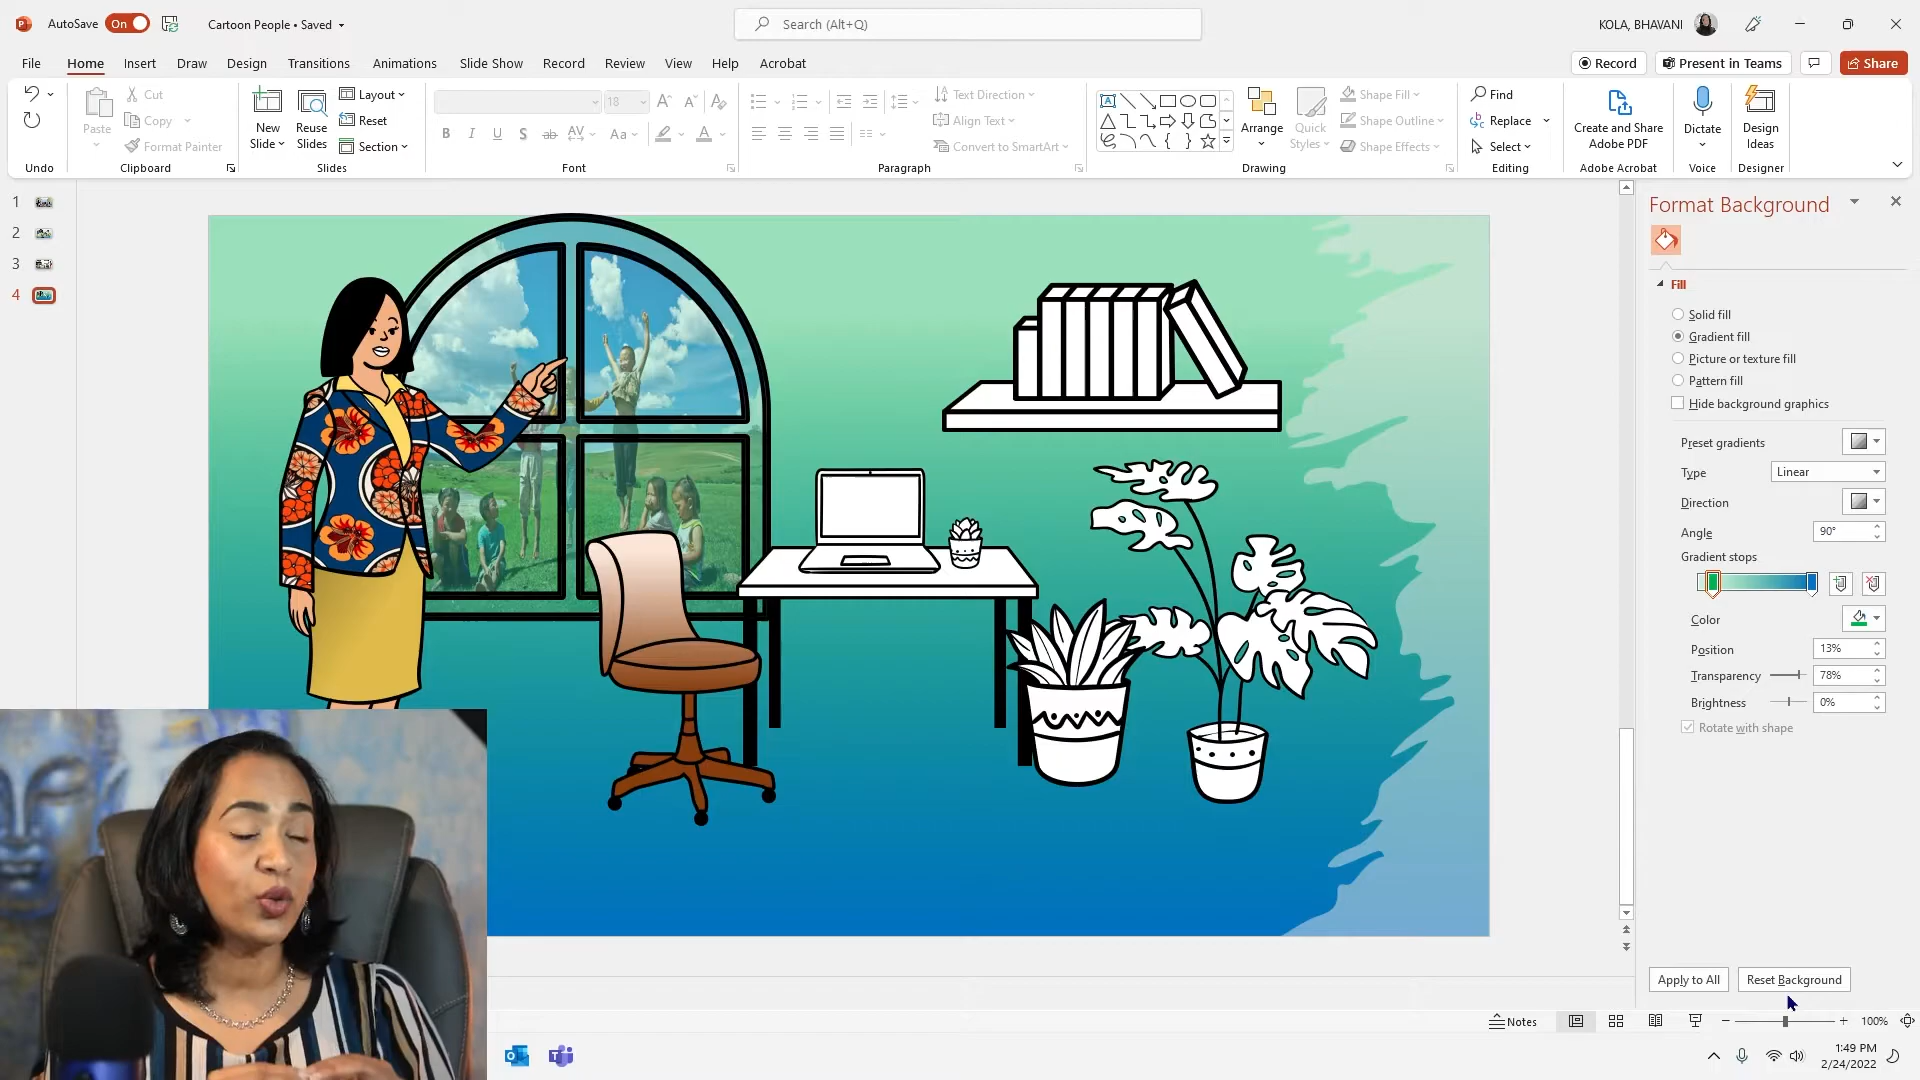 AutoSave On Cartoon People • Saved Search (Alt+Q) KOLA, BHAVANI
File Home Insert Draw Design Transitions Animations Slide Show Record Review View Help Acrobat Record Present in Teams Share
Cut
Copy
Format Painter
Paste
New Slide
Reuse Slides
Layout
Reset
Section
18
B I U S ab AV Aa A
Text Direction
Align Text
Convert to SmartArt
Arrange
Quick Styles
Shape Fill
Shape Outline
Shape Effects
Find
Replace
Select
Create and Share Adobe PDF
Dictate
Design Ideas
Undo Clipboard Slides Font Paragraph Drawing Editing Adobe Acrobat Voice Designer
1
2
3
4
Format Background
Fill
Solid fill
Gradient fill
Picture or texture fill
Pattern fill
Hide background graphics
Preset gradients
Type Linear
Direction
Angle 90°
Gradient stops
Color
Position 13%
Transparency 78%
Brightness 0%
Rotate with shape
Apply to All Reset Background
Notes 100%
1:49 PM
2/24/2022